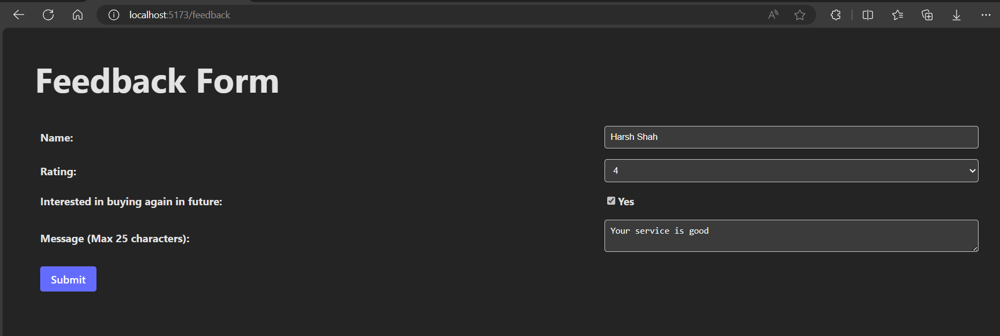 localhost:5173/feedback
Feedback Form
Name: Harsh Shah
Rating: 4
Interested in buying again in future: Yes
Message (Max 25 characters): Your service is good
Submit